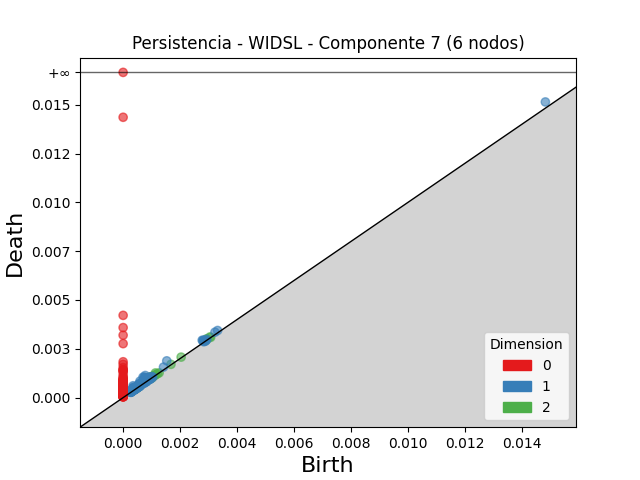 Persistencia - WIDSL - Componente 7 (6 nodos)
+∞
0.015
0.012
0.010
0.007
0.005
0.003
0.000
Death
Dimension
0
1
2
0.000 0.002 0.004 0.006 0.008 0.010 0.012 0.014
Birth